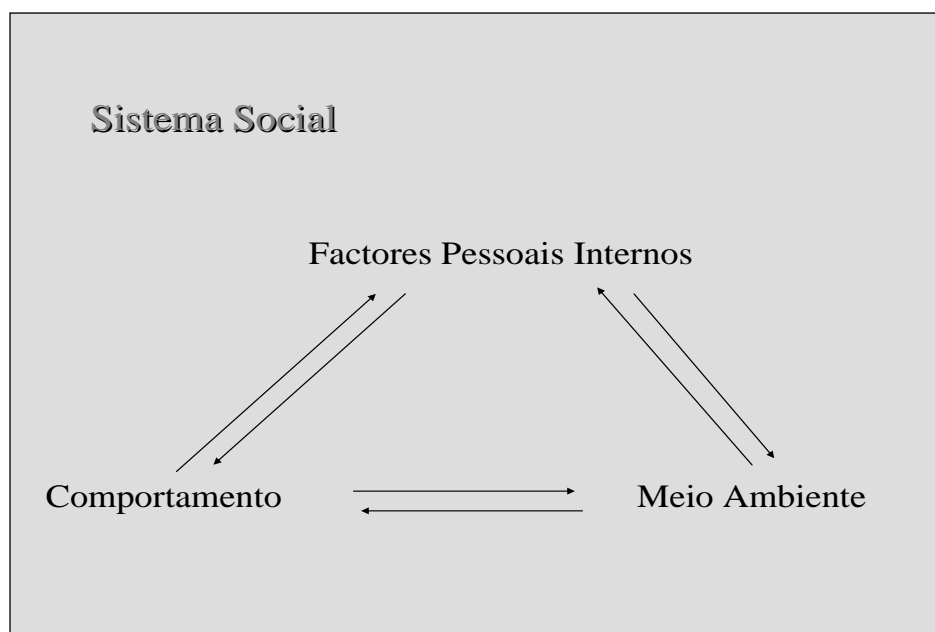 Sistema Social
Factores Pessoais Internos
Comportamento
Meio Ambiente